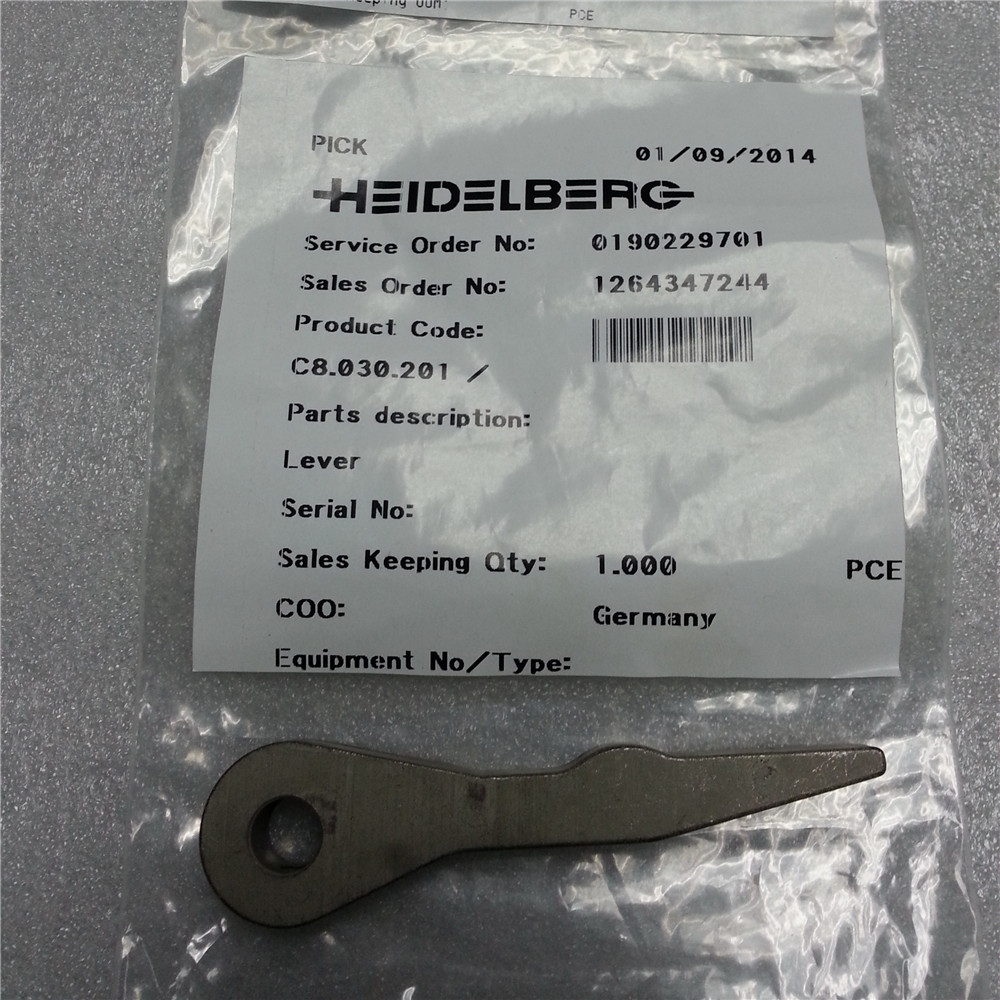 PCE
PICK 01/09/2014
HEIDELBERG
Service Order No: 0190229701
Sales Order No: 1264347244
Product Code:
C8.030.201 /
Parts description:
Lever
Serial No:
Sales Keeping Qty: 1.000 PCE
COO: Germany
Equipment No/Type: